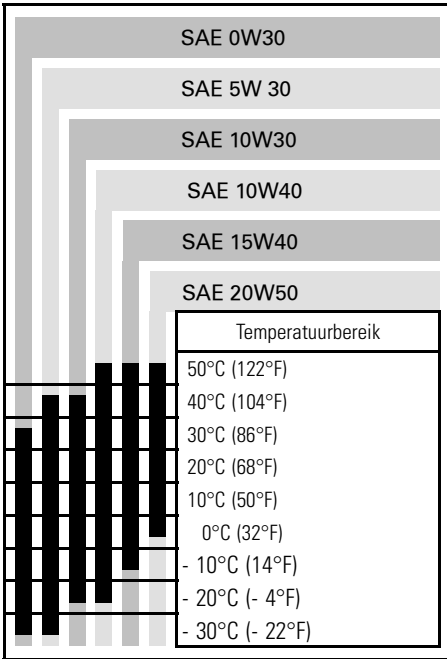 SAE 0W30
SAE 5W 30
SAE 10W30
SAE 10W40
SAE 15W40
SAE 20W50
Temperatuurbereik
50°C (122°F)
40°C (104°F)
30°C (86°F)
20°C (68°F)
10°C (50°F)
0°C (32°F)
- 10°C (14°F)
- 20°C (- 4°F)
- 30°C (- 22°F)